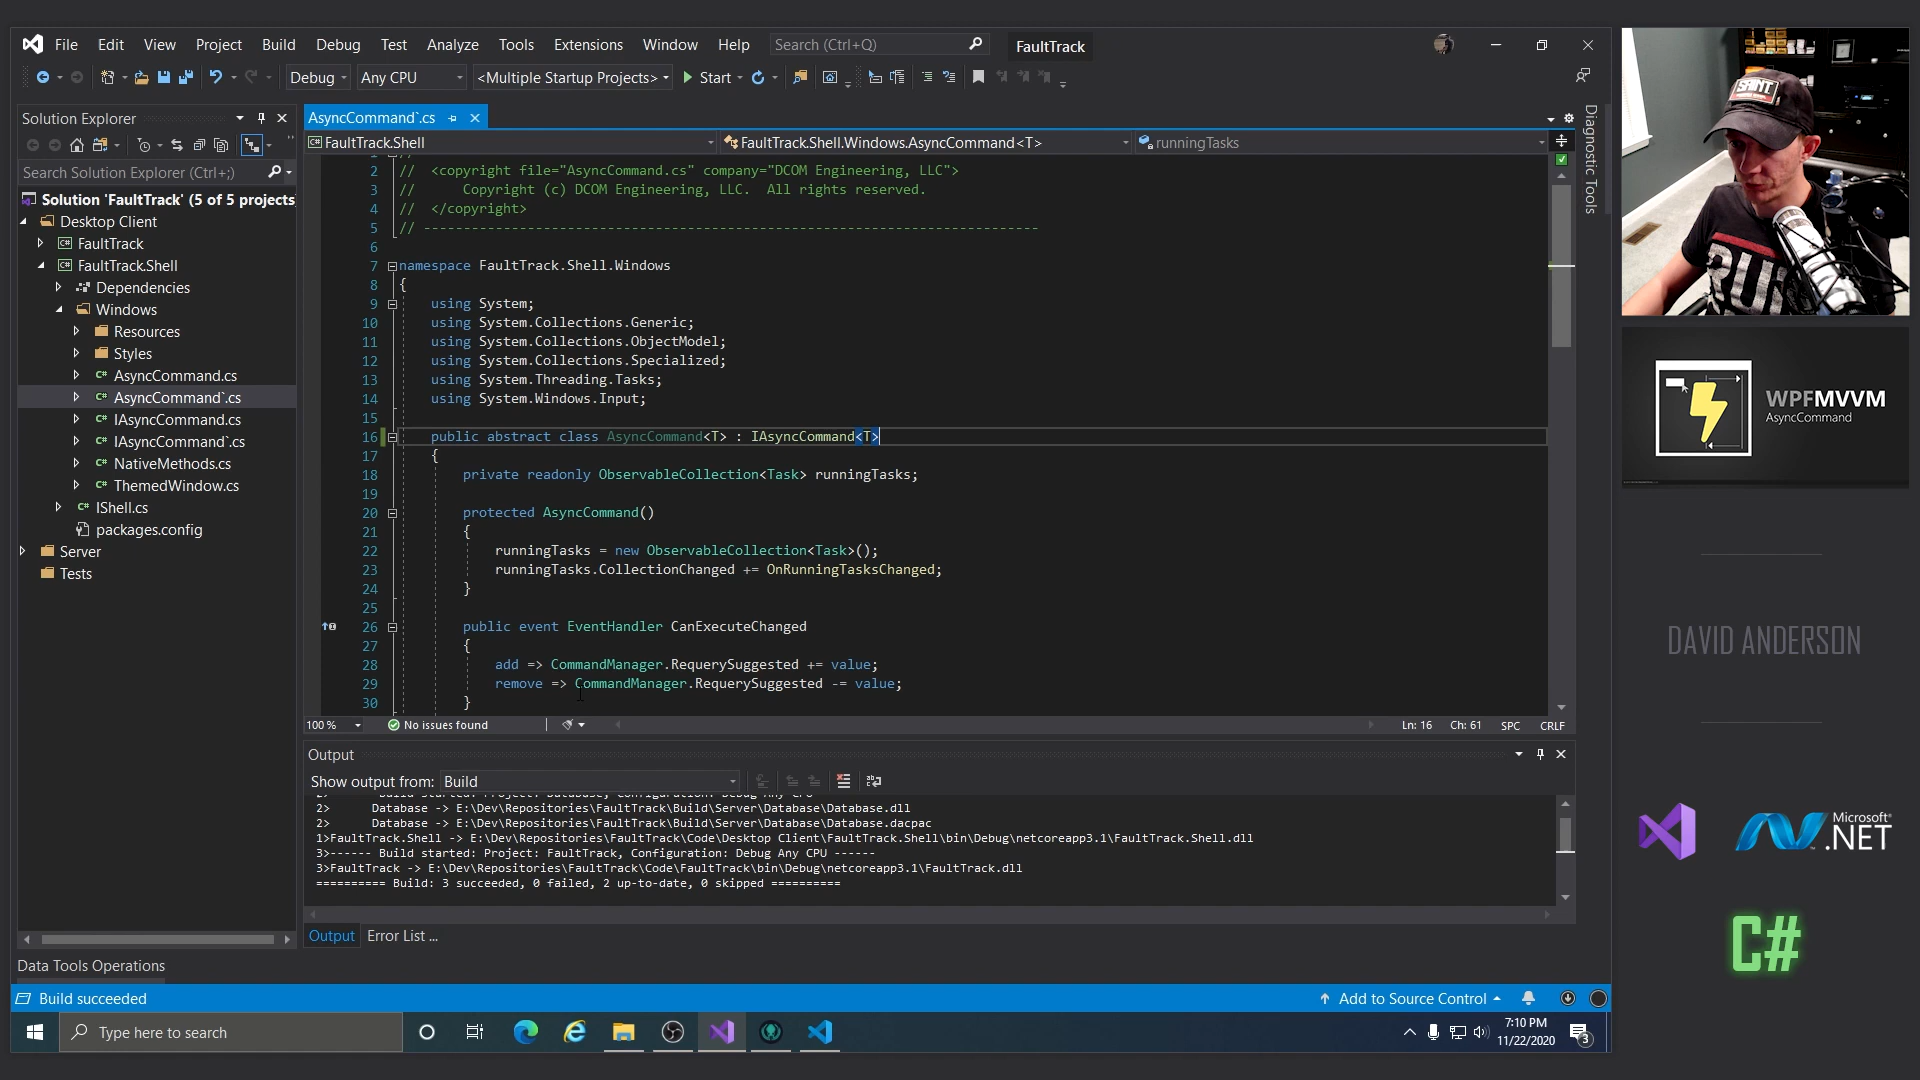 File Edit View Project Build Debug Test Analyze Tools Extensions Window Help Search (Ctrl+Q) FaultTrack
Debug Any CPU <Multiple Startup Projects> Start
Solution Explorer
Search Solution Explorer (Ctrl+;)
Solution 'FaultTrack' (5 of 5 projects)
Desktop Client
FaultTrack
FaultTrack.Shell
Dependencies
Windows
Resources
Styles
AsyncCommand.cs
AsyncCommand`.cs
IAsyncCommand.cs
IAsyncCommand`.cs
NativeMethods.cs
ThemedWindow.cs
IShell.cs
packages.config
Server
Tests
AsyncCommand`.cs
FaultTrack.Shell FaultTrack.Shell.Windows.AsyncCommand<T> runningTasks
2 // <copyright file="AsyncCommand.cs" company="DCOM Engineering, LLC">
3 // Copyright (c) DCOM Engineering, LLC.  All rights reserved.
4 // </copyright>
5 // -----------------------------------------------------------------------------
6
7 namespace FaultTrack.Shell.Windows
8 {
9 using System;
10 using System.Collections.Generic;
11 using System.Collections.ObjectModel;
12 using System.Collections.Specialized;
13 using System.Threading.Tasks;
14 using System.Windows.Input;
15
16 public abstract class AsyncCommand<T> : IAsyncCommand<T>
17 {
18 private readonly ObservableCollection<Task> runningTasks;
19
20 protected AsyncCommand()
21 {
22 runningTasks = new ObservableCollection<Task>();
23 runningTasks.CollectionChanged += OnRunningTasksChanged;
24 }
25
26 public event EventHandler CanExecuteChanged
27 {
28 add => CommandManager.RequerySuggested += value;
29 remove => CommandManager.RequerySuggested -= value;
30 }
100 % No issues found Ln: 16 Ch: 61 SPC CRLF
Output
Show output from: Build
2> Database -> E:\Dev\Repositories\FaultTrack\Build\Server\Database\Database.dll
2> Database -> E:\Dev\Repositories\FaultTrack\Build\Server\Database\Database.dacpac
1>FaultTrack.Shell -> E:\Dev\Repositories\FaultTrack\Code\Desktop Client\FaultTrack.Shell\bin\Debug\netcoreapp3.1\FaultTrack.Shell.dll
3>------ Build started: Project: FaultTrack, Configuration: Debug Any CPU ------
3>FaultTrack -> E:\Dev\Repositories\FaultTrack\Code\FaultTrack\bin\Debug\netcoreapp3.1\FaultTrack.dll
========== Build: 3 succeeded, 0 failed, 2 up-to-date, 0 skipped ==========
Output Error List ...
Data Tools Operations
Build succeeded Add to Source Control
Type here to search
7:10 PM
11/22/2020
3
Diagnostic Tools
SAINT
RUN
WPFMVVM
AsyncCommand
DAVID ANDERSON
Microsoft®
.NET
C#